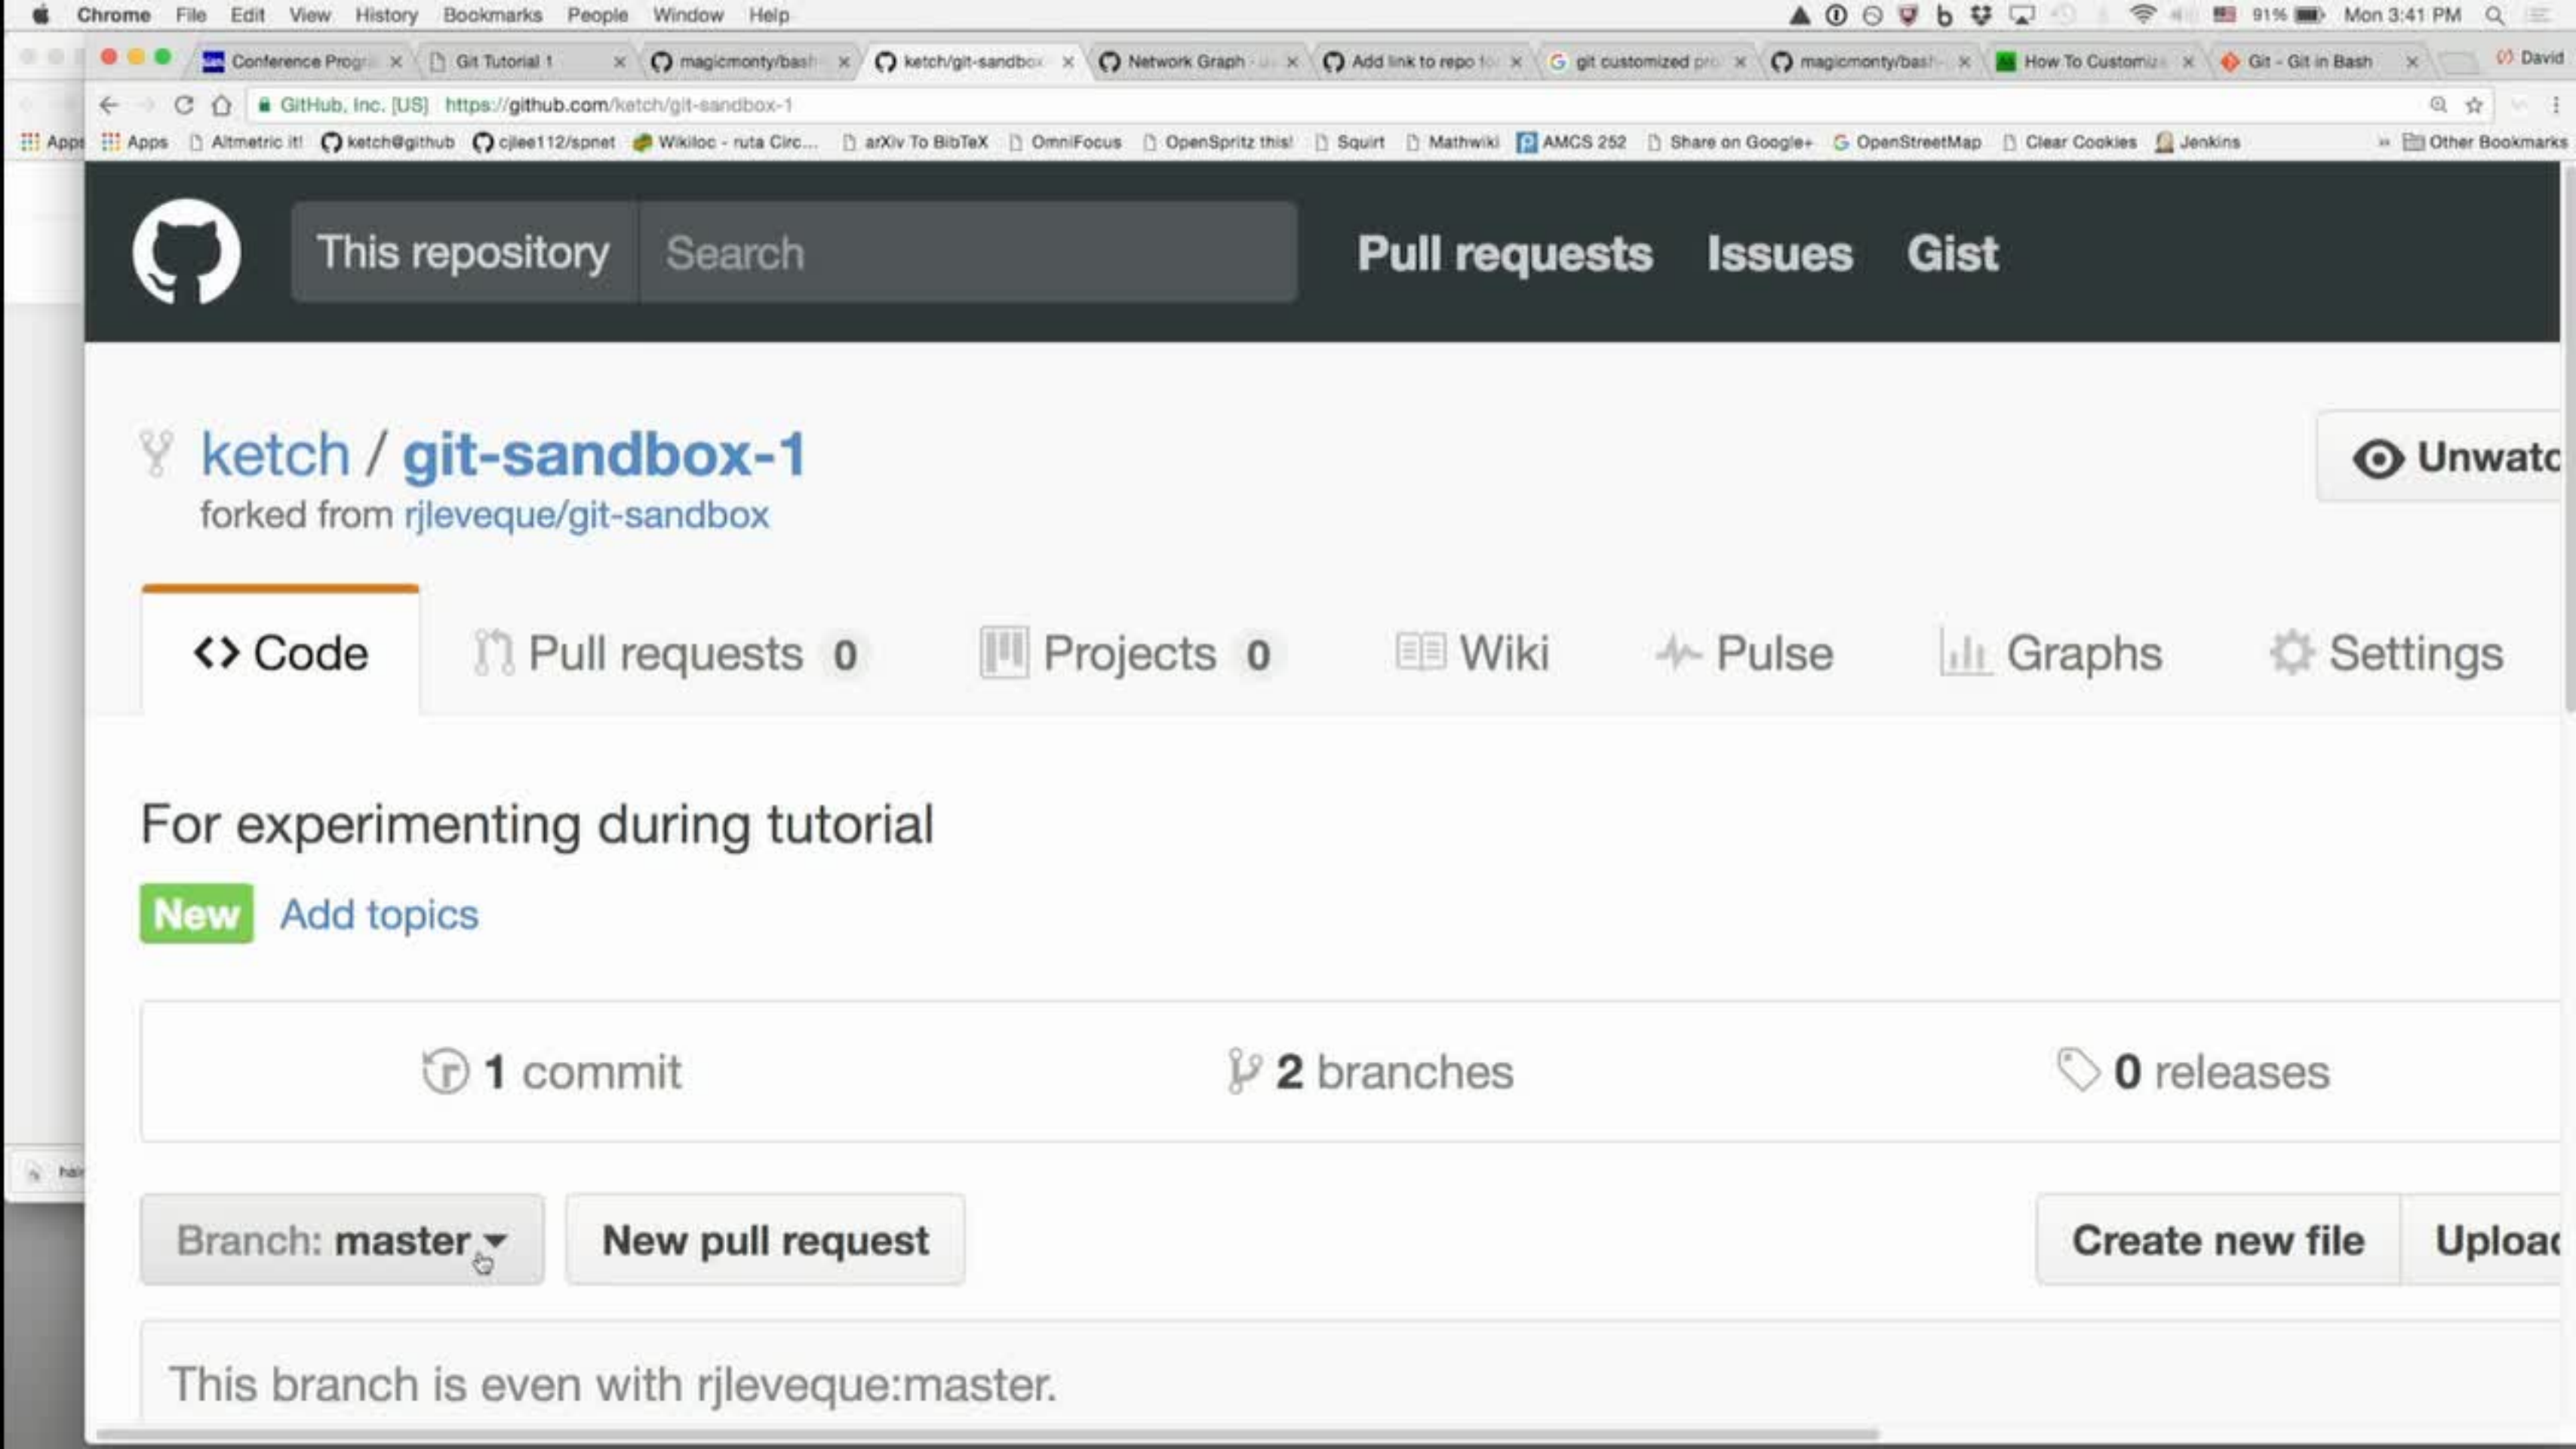 Chrome File Edit View History Bookmarks People Window Help 91% Mon 3:41 PM
Conference Progra Git Tutorial 1 magicmonty/bash ketch/git-sandbox Network Graph Add link to repo for git customized pro magicmonty/bash- How To Customize Git - Git in Bash David
GitHub, Inc. [US] https://github.com/ketch/git-sandbox-1
Apps Apps Altmetric it! ketch@github cjlee112/spnet Wikiloc - ruta Circ... arXiv To BibTeX OmniFocus OpenSpritz this! Squirt Mathwiki AMCS 252 Share on Google+ OpenStreetMap Clear Cookies Jenkins » Other Bookmarks
This repository Search Pull requests Issues Gist
ketch / git-sandbox-1 Unwatc
forked from rjleveque/git-sandbox
Code Pull requests 0 Projects 0 Wiki Pulse Graphs Settings
For experimenting during tutorial
New Add topics
1 commit 2 branches 0 releases
Branch: master New pull request Create new file Upload
This branch is even with rjleveque:master.